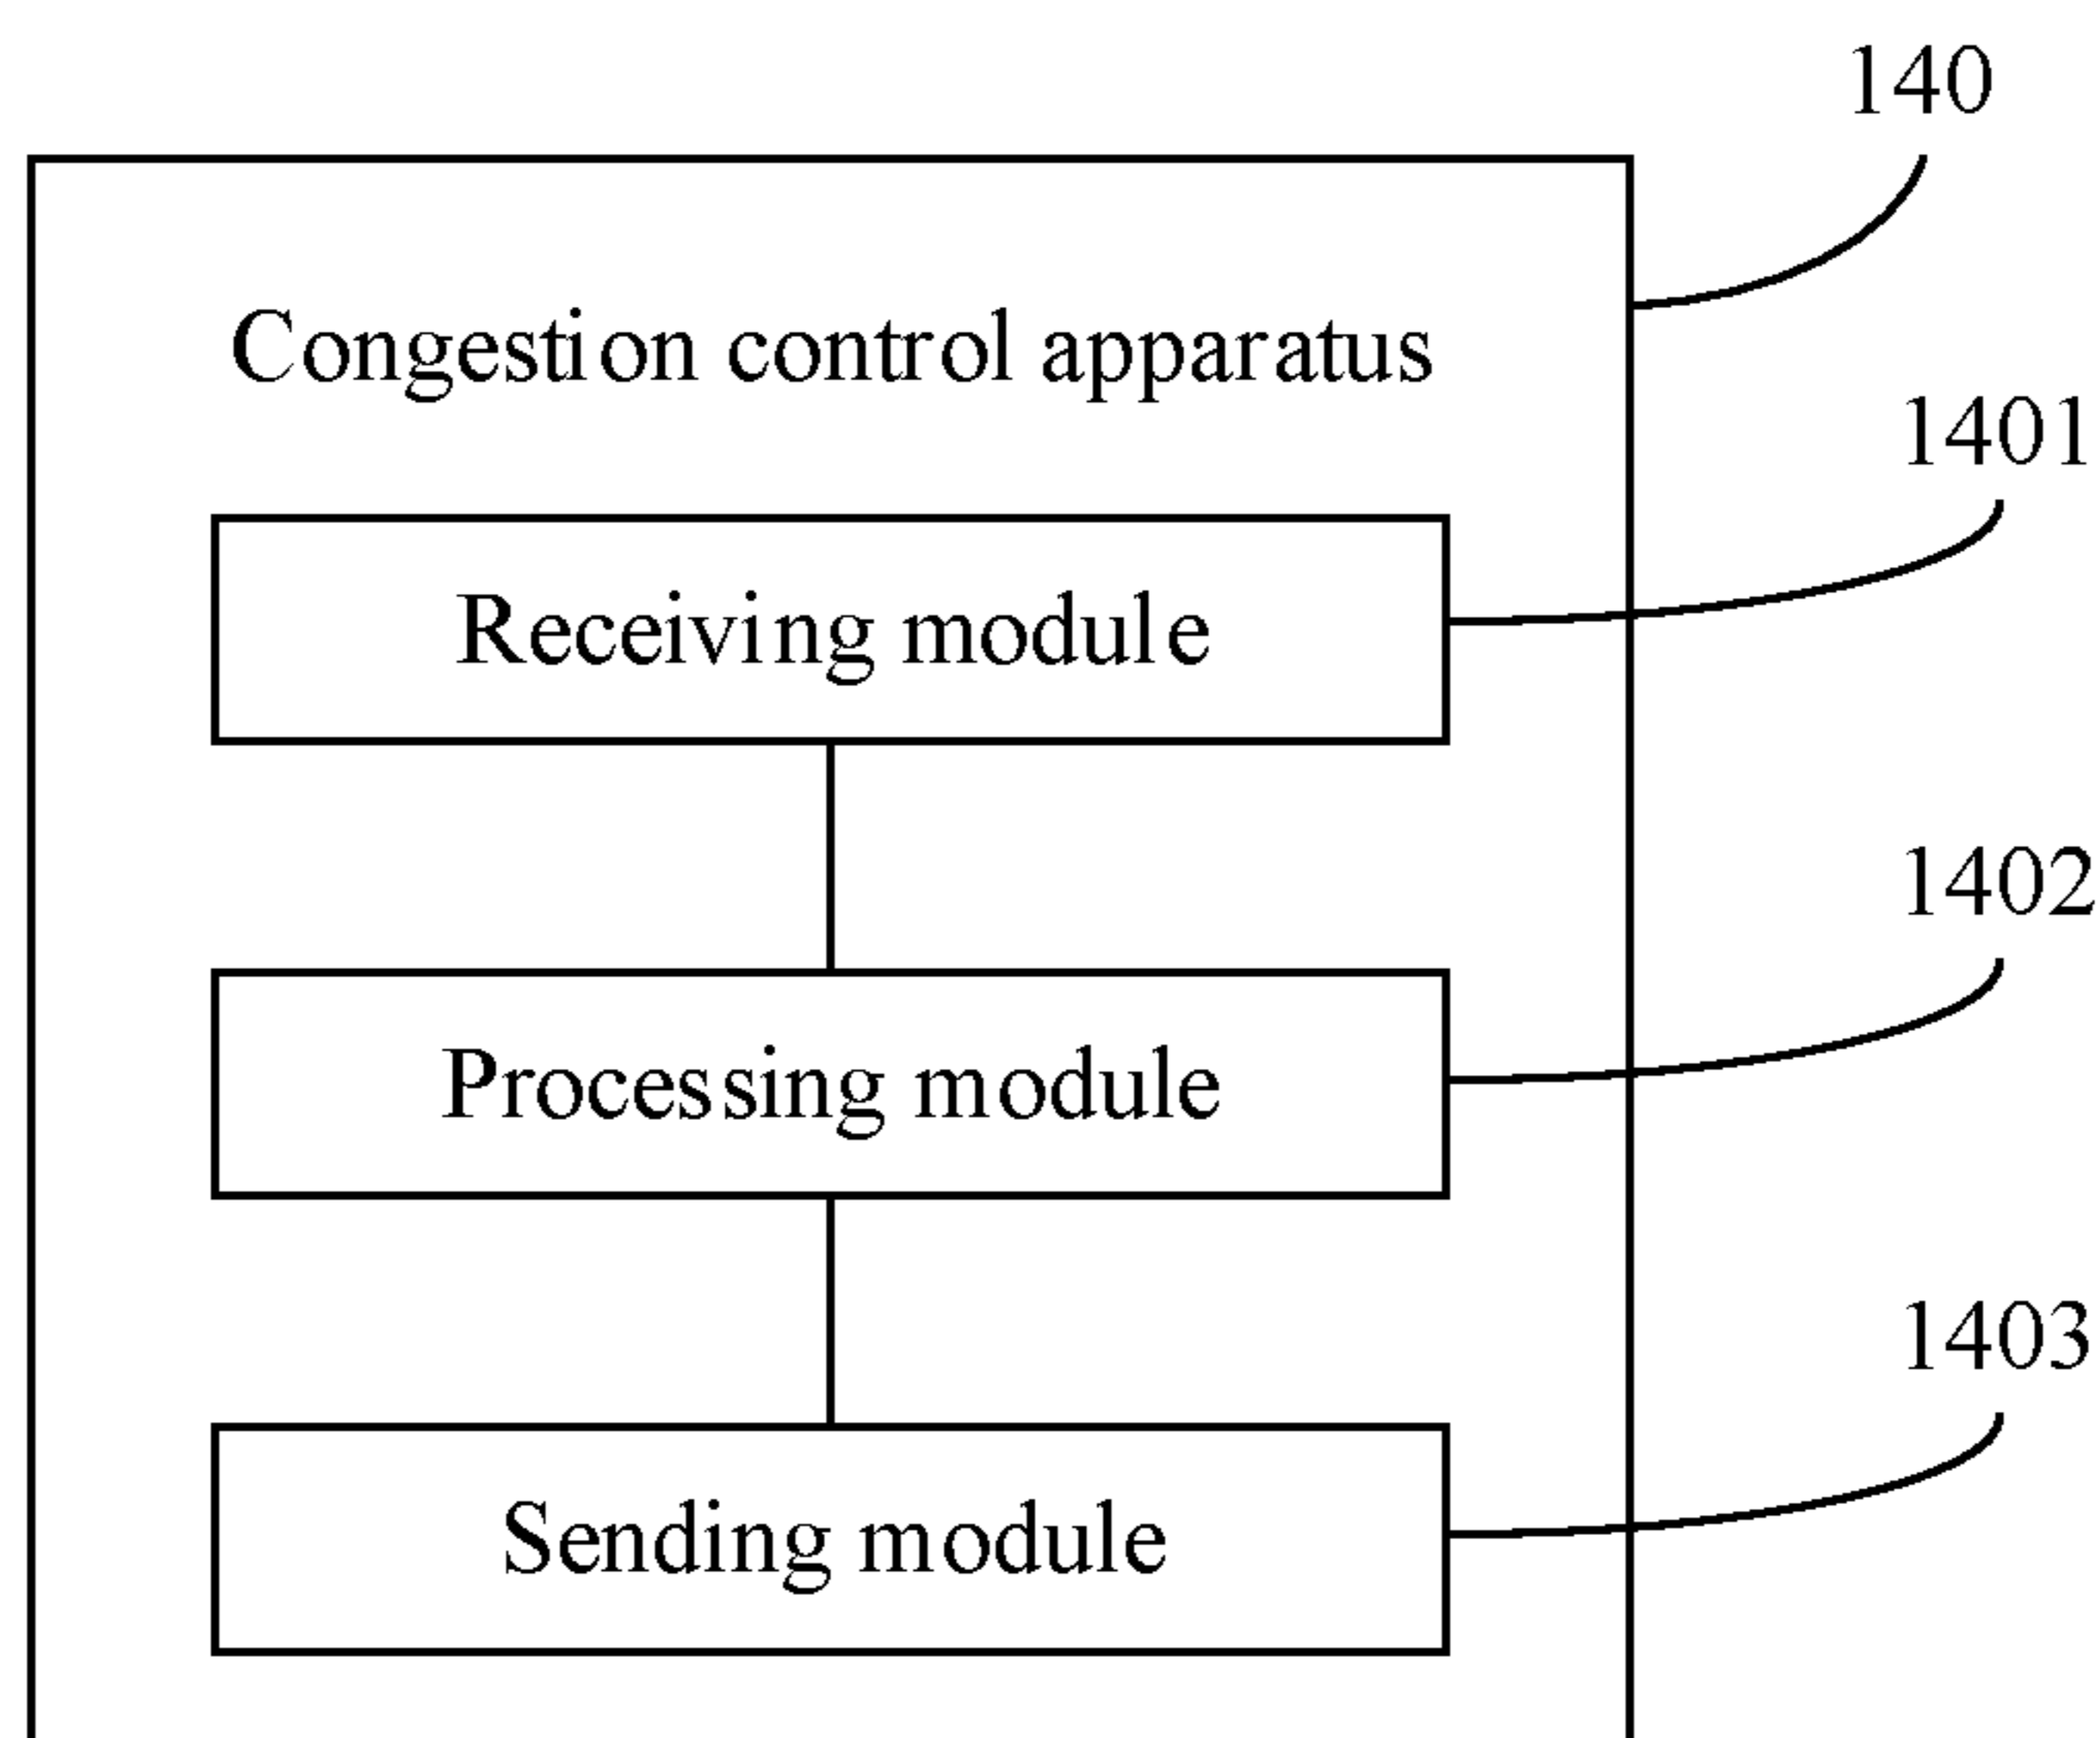 140
Congestion control apparatus
1401
Receiving module
1402
Processing module
1403
Sending module